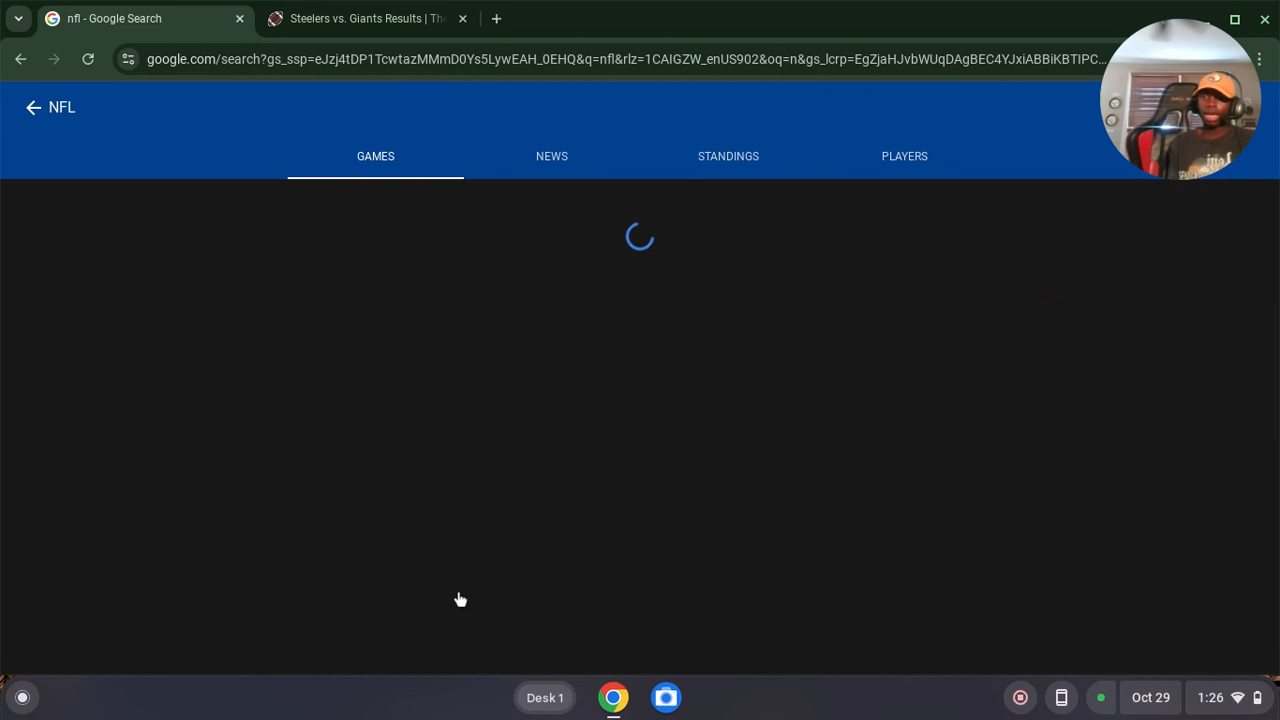 nfl - Google Search
Steelers vs. Giants Results | The
google.com/search?gs_ssp=eJzj4tDP1TcwtazMMmD0Ys5LywEAH_0EHQ&q=nfl&rlz=1CAIGZW_enUS902&oq=n&gs_lcrp=EgZjaHJvbWUqDAgBEC4YJxiABBiKBTIPC...
NFL
GAMES
NEWS
STANDINGS
PLAYERS
Desk 1
Oct 29
1:26